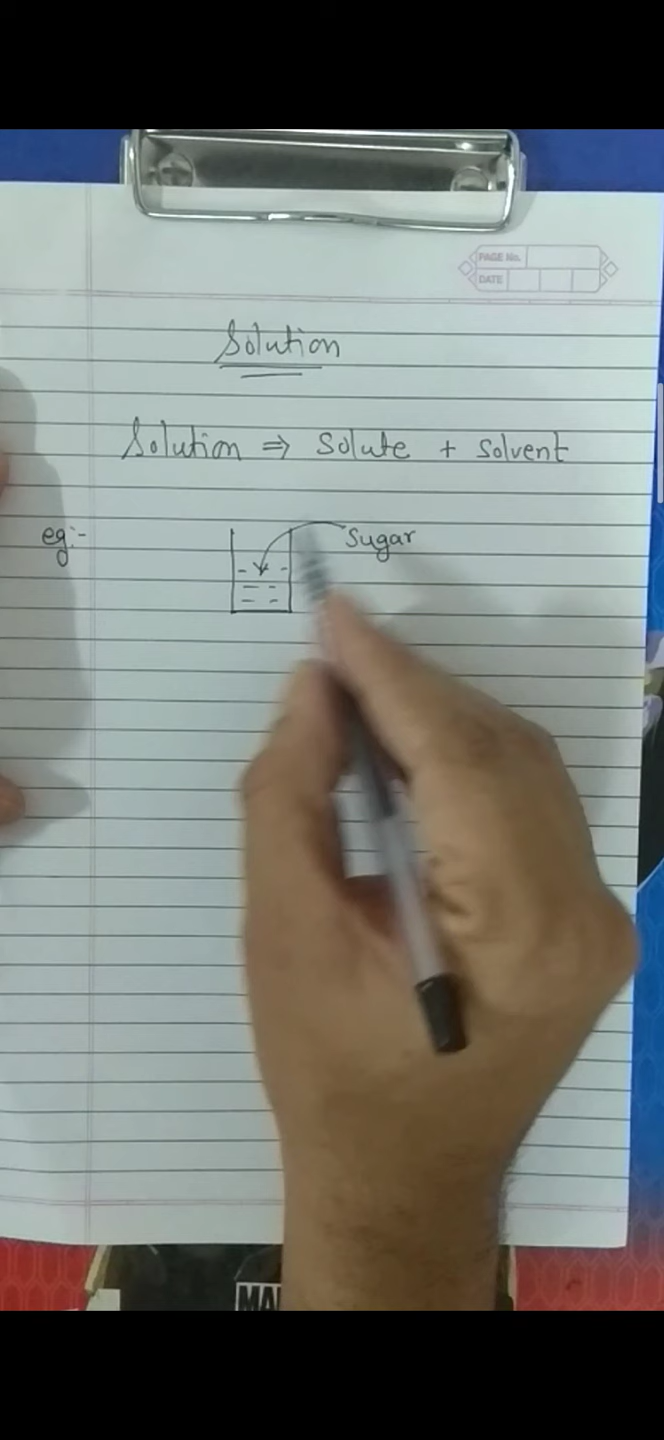 PAGE No.
DATE
Solution
Solution ⇒ Solute + Solvent
eg:- Sugar